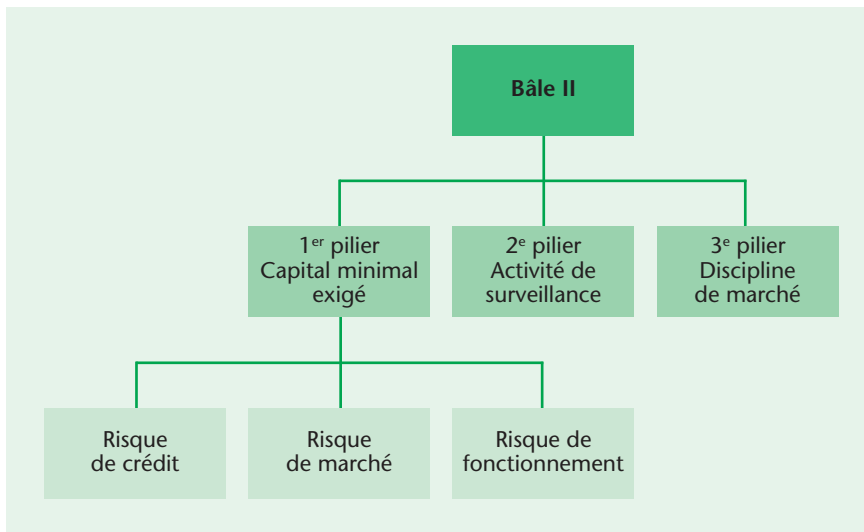 Bâle II
1er pilier
Capital minimal
exigé
2e pilier
Activité de
surveillance
3e pilier
Discipline
de marché
Risque
de crédit
Risque
de marché
Risque de
fonctionnement